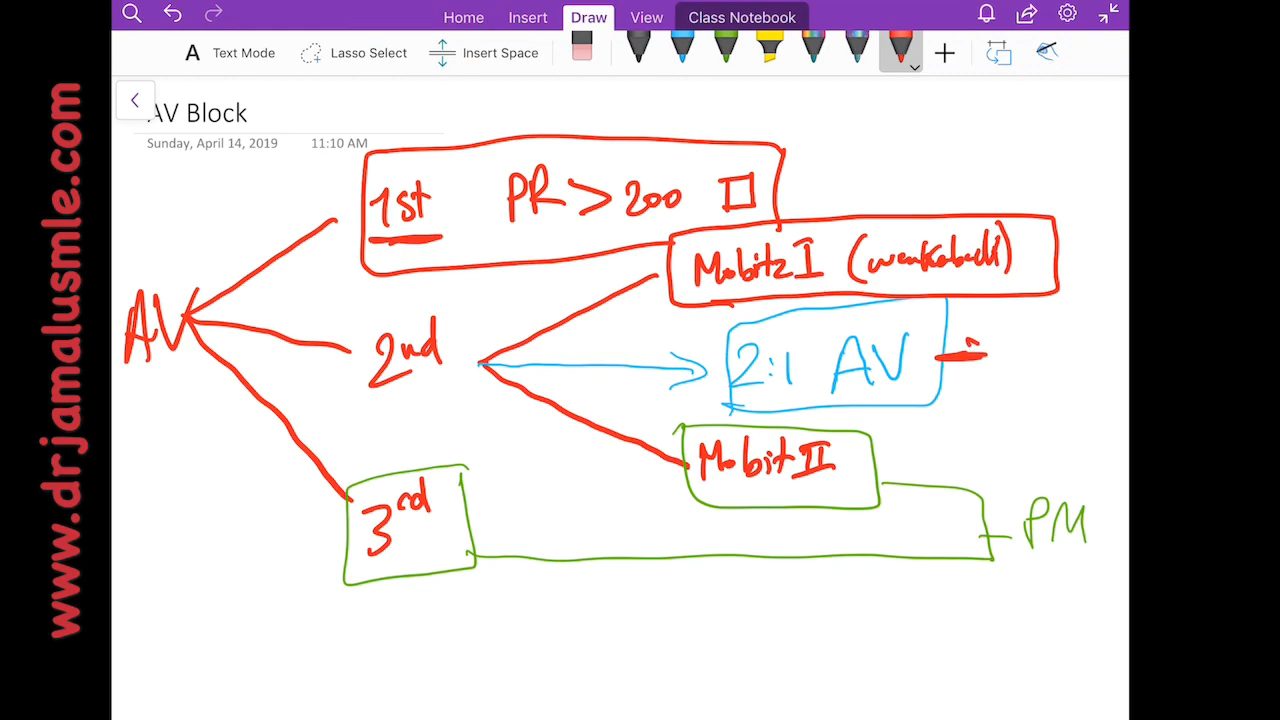 Home Insert Draw View Class Notebook
A Text Mode Lasso Select Insert Space
AV Block
Sunday, April 14, 2019 11:10 AM
1st PR > 200
Mobitz I (wenkebach)
AV
2nd
2:1 AV
Mobit II
3rd
PM
www.drjamalusmle.com